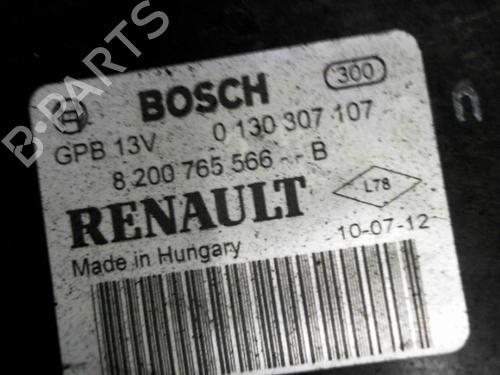 B-PARTS
BOSCH 300
GPB 13V 0 130 307 107
8 200 765 566 - - B
RENAULT L78
Made in Hungary 10-07-12